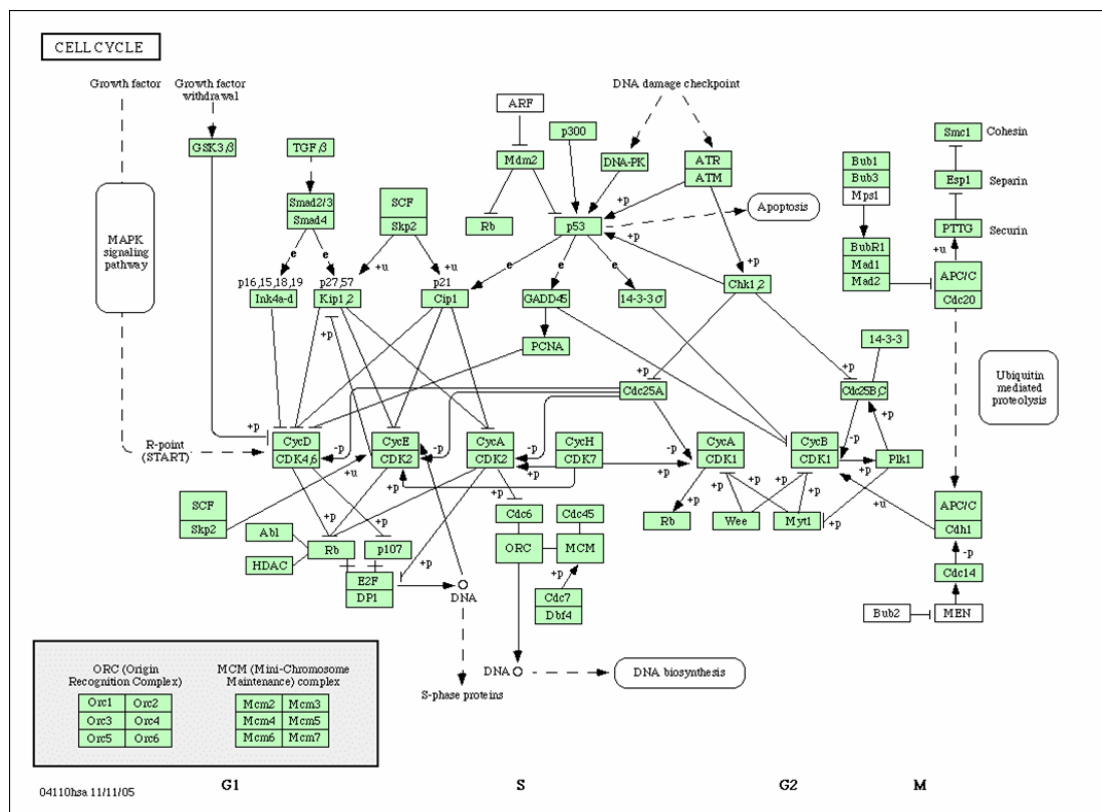 CELL CYCLE
Growth factor
Growth factor
withdrawal
DNA damage checkpoint
ARF
p300
Smc1
Cohesin
GSK3β
TGFβ
Mdm2
DNA-PK
ATR
ATM
Bub1
Bub3
Mps1
Esp1
Separin
+p
Smad2/3
Smad4
SCF
Skp2
Rb
p53
Apoptosis
+p
PTTG
Securin
MAPK
signaling
pathway
BubR1
Mad1
Mad2
+u
e
e
+u
+u
e
e
e
+p
APC/C
Cdc20
p16,15,18,19
Ink4a-d
p27,57
Kip1,2
p21
Cip1
GADD45
14-3-3σ
Chk1,2
+p
PCNA
14-3-3
+p
+p
Cdc25A
Cdc25B,C
Ubiquitin
mediated
proteolysis
+p
+p
R-point
(START)
CycD
CDK4,6
-p
CycE
CDK2
-p
CycA
CDK2
-p
CycH
CDK7
-p
CycA
CDK1
CycB
CDK1
-p
+p
Plk1
+u
+p
+p
+p
+p
+p
+p
+p
+p
+u
SCF
Skp2
Abl
HDAC
+p
Rb
+p
p107
+p
Cdc6
Cdc45
ORC
MCM
Rb
Wee
Myt1
+p
APC/C
Cdh1
-p
E2F
DP1
DNA
+p
Cdc7
Dbf4
Cdc14
Bub2
MEN
DNA
DNA biosynthesis
S-phase proteins
ORC (Origin
Recognition Complex)
MCM (Mini-Chromosome
Maintenance) complex
Orc1 Orc2
Orc3 Orc4
Orc5 Orc6
Mcm2 Mcm3
Mcm4 Mcm5
Mcm6 Mcm7
G1
S
G2
M
04110hsa 11/11/05